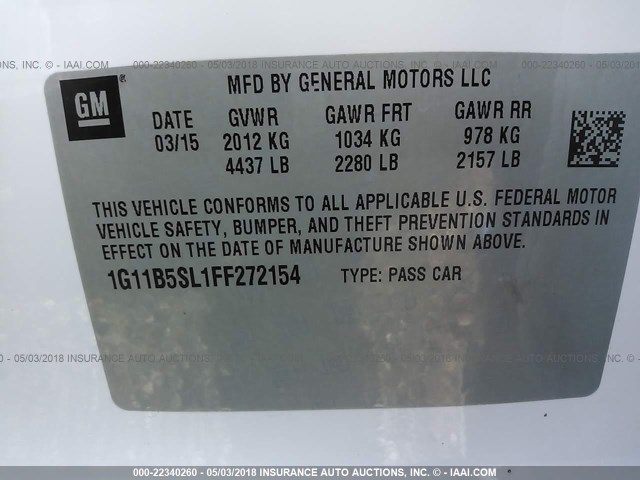 000-22340260 - 05/03/2018 INSURANCE AUTO AUCTIONS, INC. - IAAI.COM
GM
MFD BY GENERAL MOTORS LLC
DATE GVWR GAWR FRT GAWR RR
03/15 2012 KG 1034 KG 978 KG
4437 LB 2280 LB 2157 LB
THIS VEHICLE CONFORMS TO ALL APPLICABLE U.S. FEDERAL MOTOR
VEHICLE SAFETY, BUMPER, AND THEFT PREVENTION STANDARDS IN
EFFECT ON THE DATE OF MANUFACTURE SHOWN ABOVE.
1G11B5SL1FF272154 TYPE: PASS CAR
000-22340260 - 05/03/2018 INSURANCE AUTO AUCTIONS, INC. - IAAI.COM
000-22340260 - 05/03/2018 INSURANCE AUTO AUCTIONS, INC. - IAAI.COM